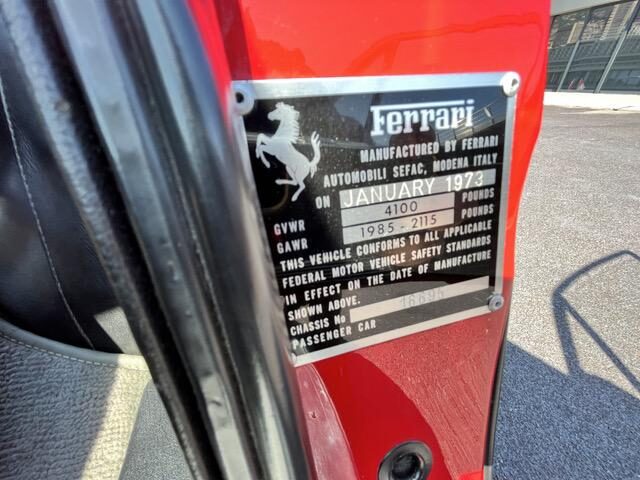 Ferrari
MANUFACTURED BY FERRARI
AUTOMOBILI SEFAC, MODENA ITALY
ON JANUARY 1973
GVWR 4100 POUNDS
GAWR 1985 - 2115 POUNDS
THIS VEHICLE CONFORMS TO ALL APPLICABLE
FEDERAL MOTOR VEHICLE SAFETY STANDARDS
IN EFFECT ON THE DATE OF MANUFACTURE
SHOWN ABOVE.
CHASSIS No
PASSENGER CAR